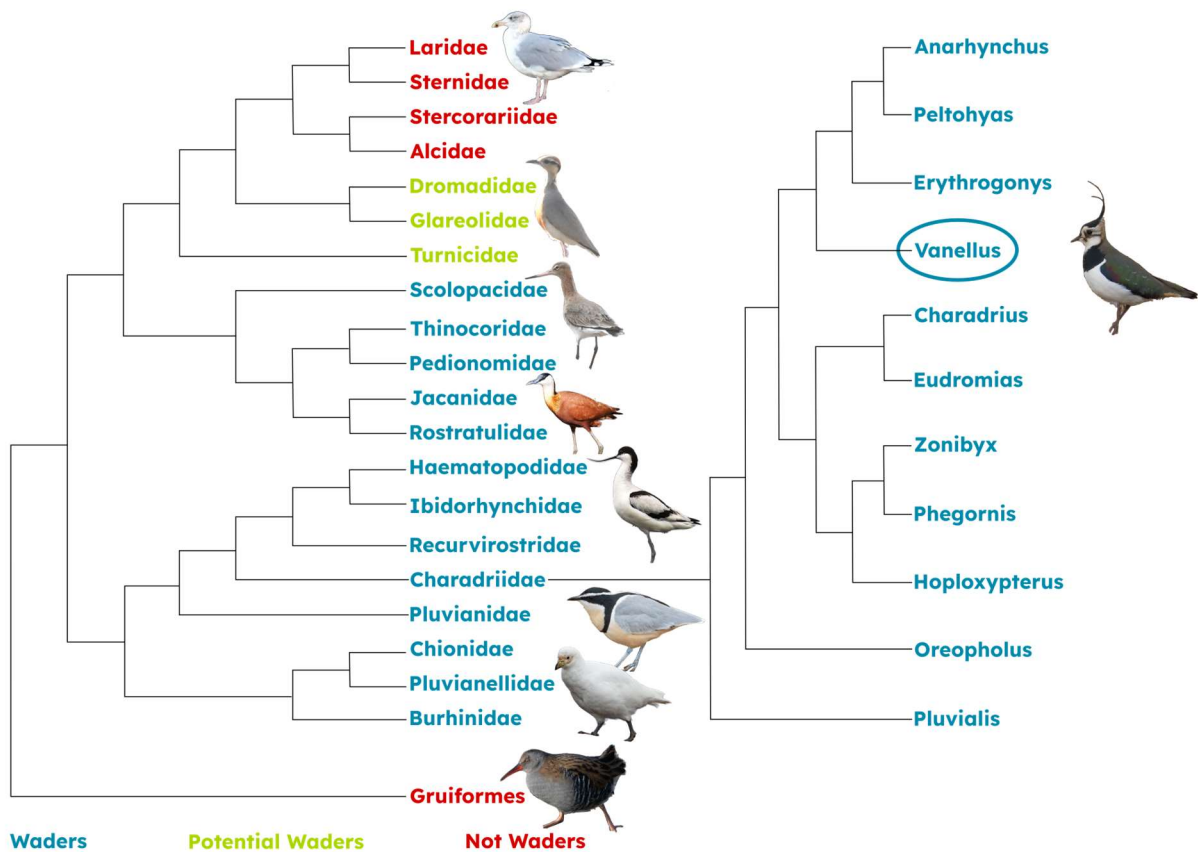 Laridae
Sternidae
Stercorariidae
Alcidae
Dromadidae
Glareolidae
Turnicidae
Scolopacidae
Thinocoridae
Pedionomidae
Jacanidae
Rostratulidae
Haematopodidae
Ibidorhynchidae
Recurvirostridae
Charadriidae
Pluvianidae
Chionidae
Pluvianellidae
Burhinidae
Gruiformes
Anarhynchus
Peltohyas
Erythrogonys
Vanellus
Charadrius
Eudromias
Zonibyx
Phegornis
Hoploxypterus
Oreopholus
Pluvialis
Waders
Potential Waders
Not Waders